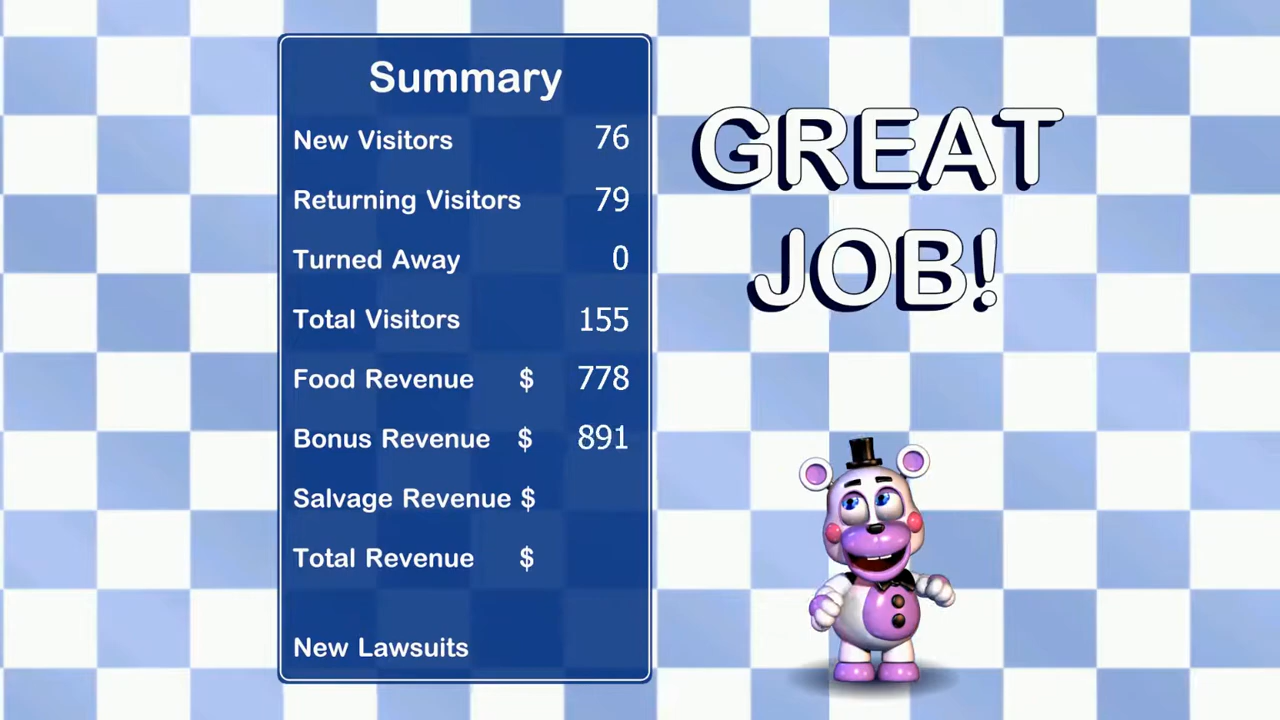 Summary
New Visitors 76
Returning Visitors 79
Turned Away 0
Total Visitors 155
Food Revenue $ 778
Bonus Revenue $ 891
Salvage Revenue $
Total Revenue $
New Lawsuits
GREAT
JOB!